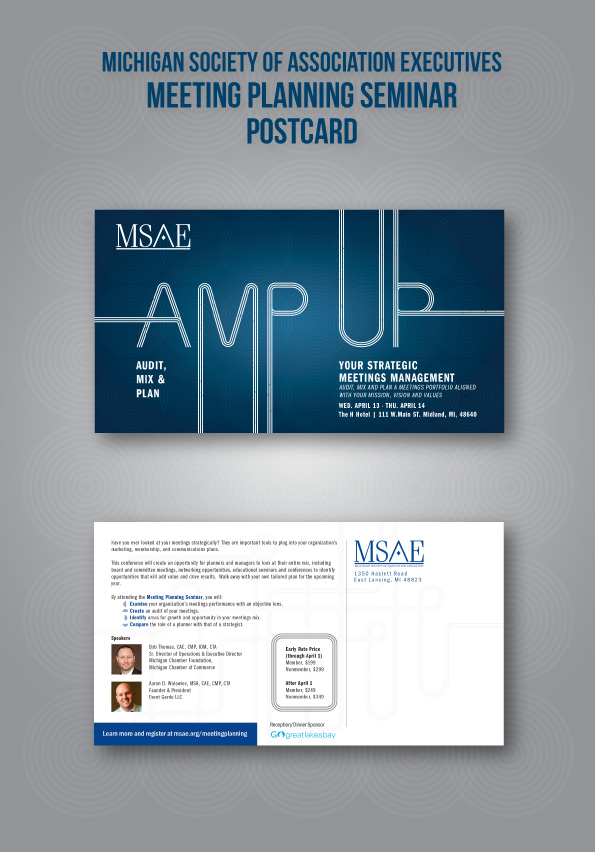 MICHIGAN SOCIETY OF ASSOCIATION EXECUTIVES
MEETING PLANNING SEMINAR
POSTCARD
MSAE
AMP UP
AUDIT,
MIX &
PLAN
YOUR STRATEGIC
MEETINGS MANAGEMENT
AUDIT, MIX AND PLAN A MEETINGS PORTFOLIO ALIGNED
WITH YOUR MISSION, VISION AND VALUES
WED. APRIL 13 - THU. APRIL 14
The H Hotel | 111 W.Main ST. Midland, MI, 48640
Have you ever looked at your meetings strategically? They are important tools to plug into your organization's
marketing, membership, and communications plans.
This conference will create an opportunity for planners and managers to look at their entire mix, including
board and committee meetings, networking opportunities, educational seminars and conferences to identify
opportunities that will add value and drive results. Walk away with your own tailored plan for the upcoming
year.
By attending the Meeting Planning Seminar, you will:
Examine your organization's meetings performance with an objective lens.
Create an audit of your meetings.
Identify areas for growth and opportunity in your meetings mix.
Compare the role of a planner with that of a strategist.
Speakers
Bob Thomas, CAE, CMP, IOM, CTA
Sr. Director of Operations & Executive Director
Michigan Chamber Foundation,
Michigan Chamber of Commerce
Aaron D. Wolowiec, MSA, CAE, CMP, CTA
Founder & President
Event Garde LLC
Learn more and register at msae.org/meetingplanning
Early Rate Price
(through April 1)
Member, $199
Nonmember, $299
After April 1
Member, $249
Nonmember, $349
Reception/Dinner Sponsor
Go great lakes bay
MSAE
MICHIGAN SOCIETY OF ASSOCIATION EXECUTIVES
1350 Haslett Road
East Lansing, MI 48823